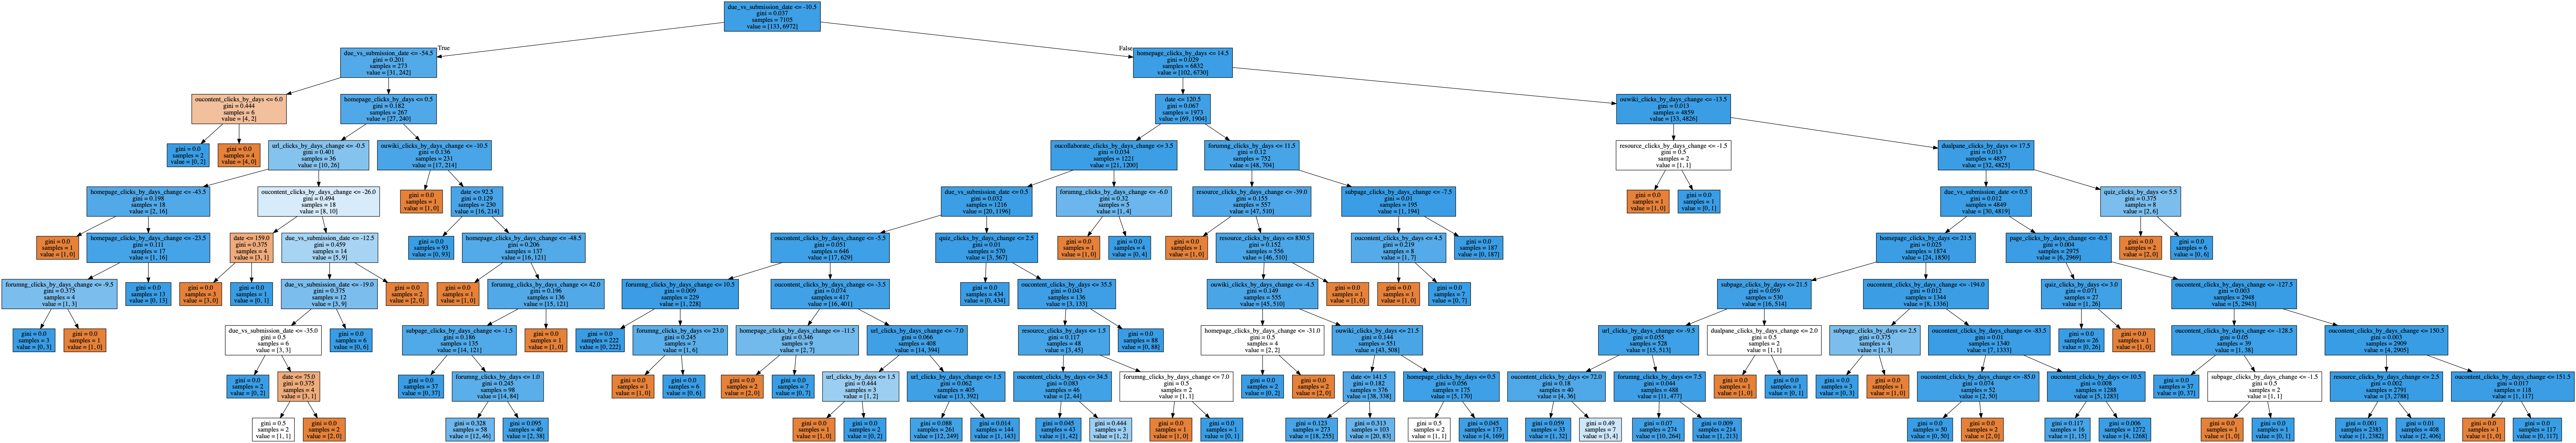 due_vs_submission_date <= -10.5
gini = 0.037
samples = 7105
value = [133, 6972]
True
False
due_vs_submission_date <= -54.5
gini = 0.201
samples = 273
value = [31, 242]
homepage_clicks_by_days <= 14.5
gini = 0.029
samples = 6832
value = [102, 6730]
oucontent_clicks_by_days <= 6.0
gini = 0.444
samples = 6
value = [4, 2]
homepage_clicks_by_days <= 0.5
gini = 0.182
samples = 267
value = [27, 240]
date <= 120.5
gini = 0.067
samples = 1973
value = [69, 1904]
ouwiki_clicks_by_days_change <= -13.5
gini = 0.013
samples = 4859
value = [33, 4826]
gini = 0.0
samples = 2
value = [0, 2]
gini = 0.0
samples = 4
value = [4, 0]
url_clicks_by_days_change <= -0.5
gini = 0.401
samples = 36
value = [10, 26]
ouwiki_clicks_by_days_change <= -10.5
gini = 0.136
samples = 231
value = [17, 214]
oucollaborate_clicks_by_days_change <= 3.5
gini = 0.034
samples = 1221
value = [21, 1200]
forumng_clicks_by_days <= 11.5
gini = 0.12
samples = 752
value = [48, 704]
resource_clicks_by_days_change <= -1.5
gini = 0.5
samples = 2
value = [1, 1]
dualpane_clicks_by_days <= 17.5
gini = 0.013
samples = 4857
value = [32, 4825]
homepage_clicks_by_days_change <= -43.5
gini = 0.198
samples = 18
value = [2, 16]
oucontent_clicks_by_days_change <= -26.0
gini = 0.494
samples = 18
value = [8, 10]
gini = 0.0
samples = 1
value = [1, 0]
date <= 92.5
gini = 0.129
samples = 230
value = [16, 214]
due_vs_submission_date <= 0.5
gini = 0.032
samples = 1216
value = [20, 1196]
forumng_clicks_by_days_change <= -6.0
gini = 0.32
samples = 5
value = [1, 4]
resource_clicks_by_days_change <= -39.0
gini = 0.155
samples = 557
value = [47, 510]
subpage_clicks_by_days_change <= -7.5
gini = 0.01
samples = 195
value = [1, 194]
gini = 0.0
samples = 1
value = [1, 0]
gini = 0.0
samples = 1
value = [0, 1]
due_vs_submission_date <= 0.5
gini = 0.012
samples = 4849
value = [30, 4819]
quiz_clicks_by_days <= 5.5
gini = 0.375
samples = 8
value = [2, 6]
gini = 0.0
samples = 1
value = [1, 0]
homepage_clicks_by_days_change <= -23.5
gini = 0.111
samples = 17
value = [1, 16]
date <= 159.0
gini = 0.375
samples = 4
value = [3, 1]
due_vs_submission_date <= -12.5
gini = 0.459
samples = 14
value = [5, 9]
gini = 0.0
samples = 93
value = [0, 93]
homepage_clicks_by_days_change <= -48.5
gini = 0.206
samples = 137
value = [16, 121]
oucontent_clicks_by_days_change <= -5.5
gini = 0.051
samples = 646
value = [17, 629]
quiz_clicks_by_days_change <= 2.5
gini = 0.01
samples = 570
value = [3, 567]
gini = 0.0
samples = 1
value = [1, 0]
gini = 0.0
samples = 4
value = [0, 4]
gini = 0.0
samples = 1
value = [1, 0]
resource_clicks_by_days <= 830.5
gini = 0.152
samples = 556
value = [46, 510]
oucontent_clicks_by_days <= 4.5
gini = 0.219
samples = 8
value = [1, 7]
gini = 0.0
samples = 187
value = [0, 187]
homepage_clicks_by_days <= 21.5
gini = 0.025
samples = 1874
value = [24, 1850]
page_clicks_by_days_change <= -0.5
gini = 0.004
samples = 2975
value = [6, 2969]
gini = 0.0
samples = 2
value = [2, 0]
gini = 0.0
samples = 6
value = [0, 6]
forumng_clicks_by_days_change <= -9.5
gini = 0.375
samples = 4
value = [1, 3]
gini = 0.0
samples = 13
value = [0, 13]
gini = 0.0
samples = 3
value = [3, 0]
gini = 0.0
samples = 1
value = [0, 1]
due_vs_submission_date <= -19.0
gini = 0.375
samples = 12
value = [3, 9]
gini = 0.0
samples = 2
value = [2, 0]
gini = 0.0
samples = 1
value = [1, 0]
forumng_clicks_by_days_change <= 42.0
gini = 0.196
samples = 136
value = [15, 121]
forumng_clicks_by_days_change <= 10.5
gini = 0.009
samples = 229
value = [1, 228]
oucontent_clicks_by_days_change <= -3.5
gini = 0.074
samples = 417
value = [16, 401]
gini = 0.0
samples = 434
value = [0, 434]
oucontent_clicks_by_days <= 35.5
gini = 0.043
samples = 136
value = [3, 133]
ouwiki_clicks_by_days_change <= -4.5
gini = 0.149
samples = 555
value = [45, 510]
gini = 0.0
samples = 1
value = [1, 0]
gini = 0.0
samples = 1
value = [1, 0]
gini = 0.0
samples = 7
value = [0, 7]
subpage_clicks_by_days <= 21.5
gini = 0.059
samples = 530
value = [16, 514]
oucontent_clicks_by_days_change <= -194.0
gini = 0.012
samples = 1344
value = [8, 1336]
quiz_clicks_by_days <= 3.0
gini = 0.071
samples = 27
value = [1, 26]
oucontent_clicks_by_days_change <= -127.5
gini = 0.003
samples = 2948
value = [5, 2943]
gini = 0.0
samples = 3
value = [0, 3]
gini = 0.0
samples = 1
value = [1, 0]
due_vs_submission_date <= -35.0
gini = 0.5
samples = 6
value = [3, 3]
gini = 0.0
samples = 6
value = [0, 6]
subpage_clicks_by_days_change <= -1.5
gini = 0.186
samples = 135
value = [14, 121]
gini = 0.0
samples = 1
value = [1, 0]
gini = 0.0
samples = 222
value = [0, 222]
forumng_clicks_by_days_change <= 23.0
gini = 0.245
samples = 7
value = [1, 6]
homepage_clicks_by_days_change <= -11.5
gini = 0.346
samples = 9
value = [2, 7]
url_clicks_by_days_change <= -7.0
gini = 0.066
samples = 408
value = [14, 394]
resource_clicks_by_days <= 1.5
gini = 0.117
samples = 48
value = [3, 45]
gini = 0.0
samples = 88
value = [0, 88]
homepage_clicks_by_days_change <= -31.0
gini = 0.5
samples = 4
value = [2, 2]
ouwiki_clicks_by_days <= 21.5
gini = 0.144
samples = 551
value = [43, 508]
url_clicks_by_days_change <= -9.5
gini = 0.055
samples = 528
value = [15, 513]
dualpane_clicks_by_days_change <= 2.0
gini = 0.5
samples = 2
value = [1, 1]
subpage_clicks_by_days <= 2.5
gini = 0.375
samples = 4
value = [1, 3]
oucontent_clicks_by_days_change <= -83.5
gini = 0.01
samples = 1340
value = [7, 1333]
gini = 0.0
samples = 26
value = [0, 26]
gini = 0.0
samples = 1
value = [1, 0]
oucontent_clicks_by_days_change <= -128.5
gini = 0.05
samples = 39
value = [1, 38]
oucontent_clicks_by_days_change <= 150.5
gini = 0.003
samples = 2909
value = [4, 2905]
gini = 0.0
samples = 2
value = [0, 2]
date <= 75.0
gini = 0.375
samples = 4
value = [3, 1]
gini = 0.0
samples = 37
value = [0, 37]
forumng_clicks_by_days <= 1.0
gini = 0.245
samples = 98
value = [14, 84]
gini = 0.0
samples = 1
value = [1, 0]
gini = 0.0
samples = 6
value = [0, 6]
gini = 0.0
samples = 2
value = [2, 0]
gini = 0.0
samples = 7
value = [0, 7]
url_clicks_by_days_change <= 1.5
gini = 0.444
samples = 3
value = [1, 2]
url_clicks_by_days_change <= 1.5
gini = 0.062
samples = 405
value = [13, 392]
oucontent_clicks_by_days <= 34.5
gini = 0.083
samples = 46
value = [2, 44]
forumng_clicks_by_days_change <= 7.0
gini = 0.5
samples = 2
value = [1, 1]
gini = 0.0
samples = 2
value = [0, 2]
gini = 0.0
samples = 2
value = [2, 0]
date <= 141.5
gini = 0.182
samples = 376
value = [38, 338]
homepage_clicks_by_days <= 0.5
gini = 0.056
samples = 175
value = [5, 170]
oucontent_clicks_by_days <= 72.0
gini = 0.18
samples = 40
value = [4, 36]
forumng_clicks_by_days <= 7.5
gini = 0.044
samples = 488
value = [11, 477]
gini = 0.0
samples = 1
value = [1, 0]
gini = 0.0
samples = 1
value = [0, 1]
gini = 0.0
samples = 3
value = [0, 3]
gini = 0.0
samples = 1
value = [1, 0]
oucontent_clicks_by_days_change <= -83.0
gini = 0.074
samples = 52
value = [2, 50]
oucontent_clicks_by_days <= 10.5
gini = 0.008
samples = 1288
value = [5, 1283]
gini = 0.0
samples = 37
value = [0, 37]
subpage_clicks_by_days_change <= -1.5
gini = 0.5
samples = 2
value = [1, 1]
resource_clicks_by_days_change <= 2.5
gini = 0.002
samples = 2791
value = [3, 2788]
oucontent_clicks_by_days_change <= 151.5
gini = 0.017
samples = 118
value = [1, 117]
gini = 0.5
samples = 2
value = [1, 1]
gini = 0.0
samples = 2
value = [2, 0]
gini = 0.328
samples = 58
value = [12, 46]
gini = 0.095
samples = 40
value = [2, 38]
gini = 0.0
samples = 1
value = [1, 0]
gini = 0.0
samples = 2
value = [0, 2]
gini = 0.088
samples = 261
value = [12, 249]
gini = 0.014
samples = 144
value = [1, 143]
gini = 0.045
samples = 43
value = [1, 42]
gini = 0.444
samples = 3
value = [1, 2]
gini = 0.0
samples = 1
value = [1, 0]
gini = 0.0
samples = 1
value = [0, 1]
gini = 0.123
samples = 273
value = [18, 255]
gini = 0.313
samples = 103
value = [20, 83]
gini = 0.5
samples = 2
value = [1, 1]
gini = 0.045
samples = 173
value = [4, 169]
gini = 0.059
samples = 33
value = [1, 32]
gini = 0.49
samples = 7
value = [3, 4]
gini = 0.07
samples = 274
value = [10, 264]
gini = 0.009
samples = 214
value = [1, 213]
gini = 0.0
samples = 50
value = [0, 50]
gini = 0.0
samples = 2
value = [2, 0]
gini = 0.117
samples = 16
value = [1, 15]
gini = 0.006
samples = 1272
value = [4, 1268]
gini = 0.0
samples = 1
value = [1, 0]
gini = 0.0
samples = 1
value = [0, 1]
gini = 0.001
samples = 2383
value = [1, 2382]
gini = 0.01
samples = 408
value = [2, 406]
gini = 0.0
samples = 1
value = [1, 0]
gini = 0.0
samples = 117
value = [0, 117]